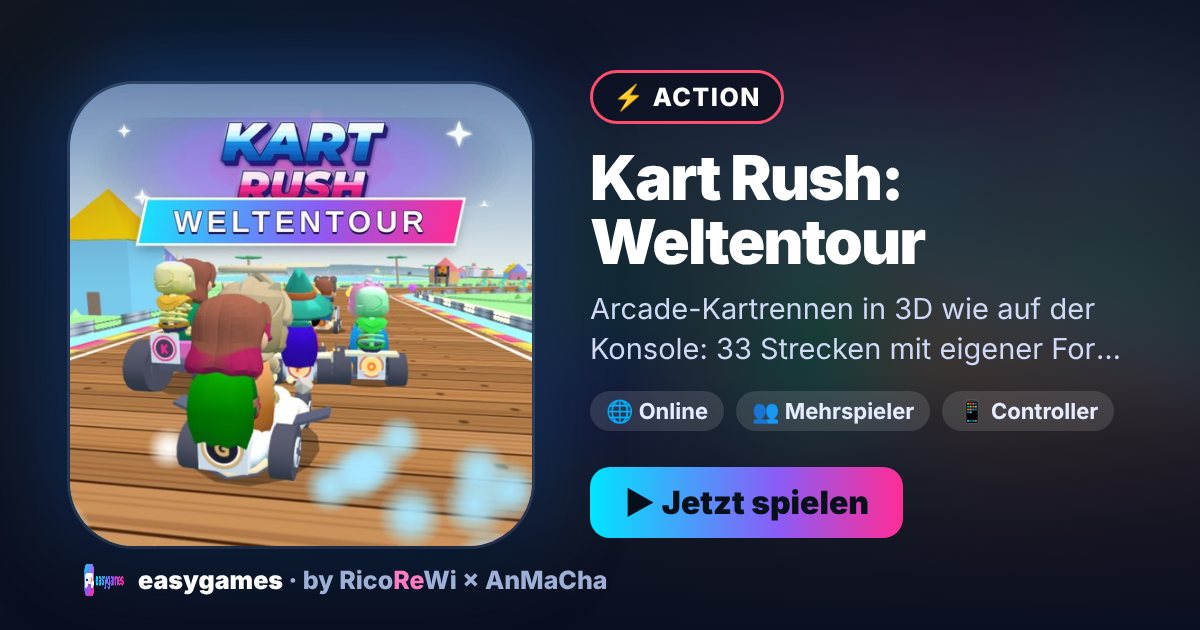 KART
RUSH
WELTENTOUR
K
G
⚡ ACTION
Kart Rush:
Weltentour
Arcade-Kartrennen in 3D wie auf der
Konsole: 33 Strecken mit eigener For…
🌐 Online
👥 Mehrspieler
📱 Controller
▶ Jetzt spielen
easygames easygames · by RicoReWi × AnMaCha